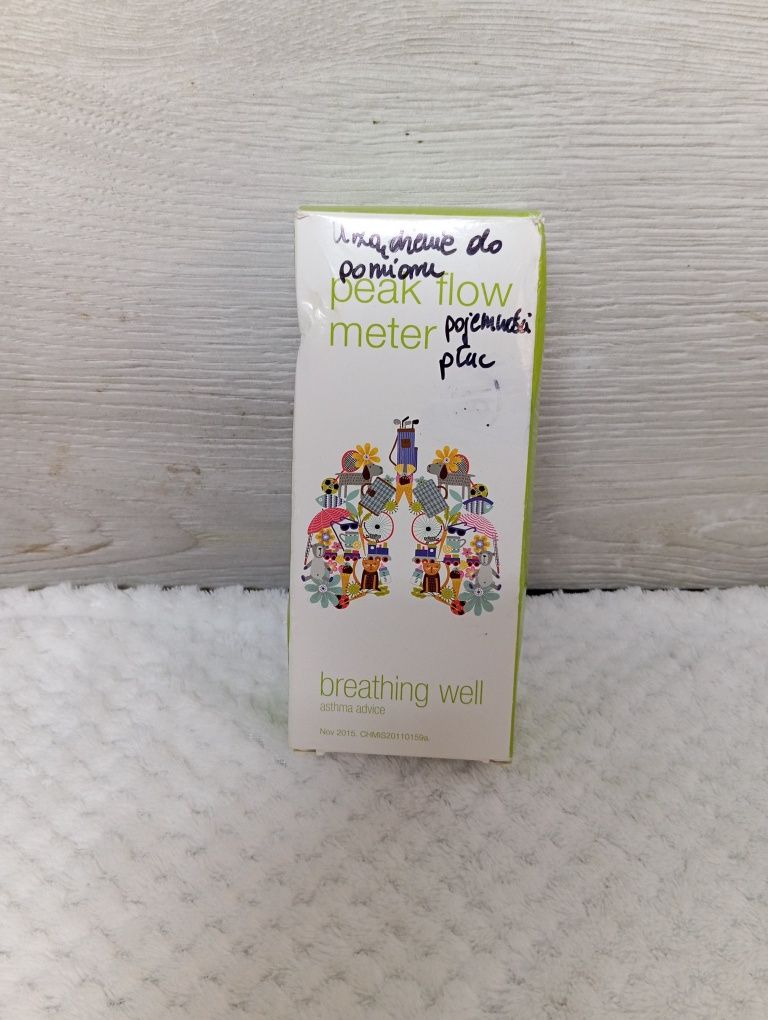 Urządzenie do
pomiaru
peak flow
meter pojemności
płuc
breathing well
asthma advice
Nov 2015. CHMIS20110159a.